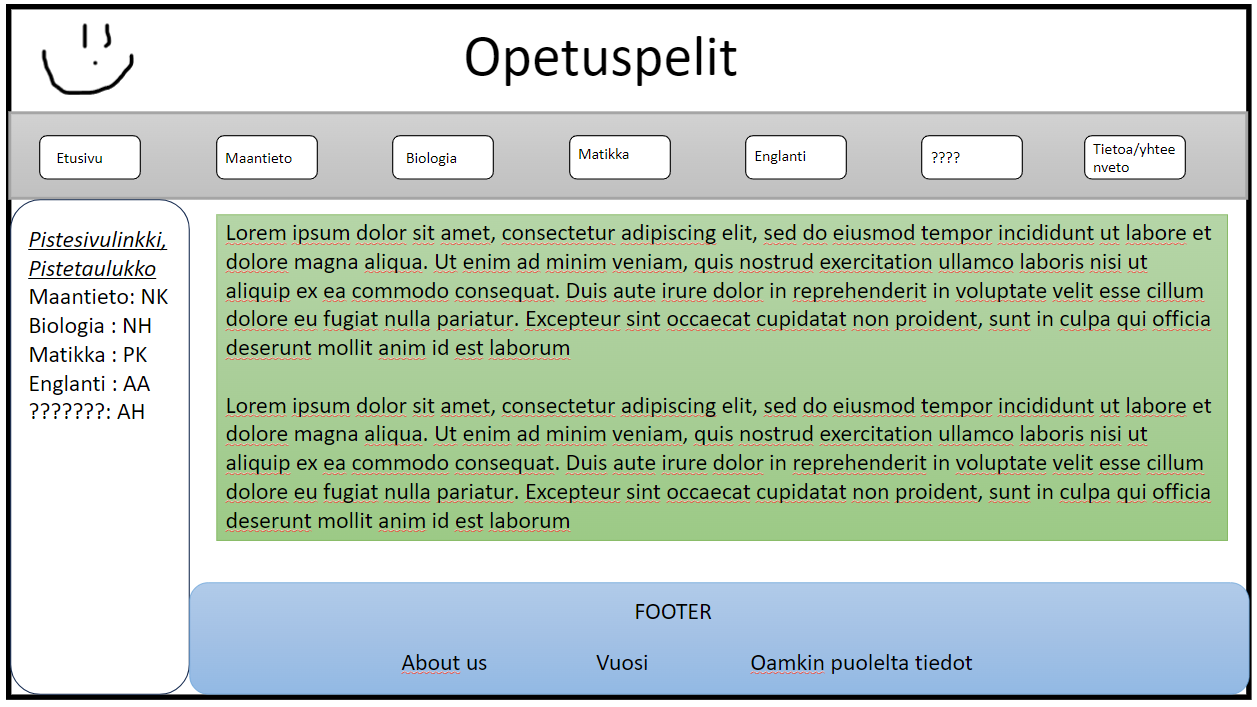 Opetuspelit
Etusivu
Maantieto
Biologia
Matikka
Englanti
????
Tietoa/yhtee
nveto
Pistesivulinkki,
Pistetaulukko
Maantieto: NK
Biologia : NH
Matikka : PK
Englanti : AA
???????: AH
Lorem ipsum dolor sit amet, consectetur adipiscing elit, sed do eiusmod tempor incididunt ut labore et
dolore magna aliqua. Ut enim ad minim veniam, quis nostrud exercitation ullamco laboris nisi ut
aliquip ex ea commodo consequat. Duis aute irure dolor in reprehenderit in voluptate velit esse cillum
dolore eu fugiat nulla pariatur. Excepteur sint occaecat cupidatat non proident, sunt in culpa qui officia
deserunt mollit anim id est laborum
Lorem ipsum dolor sit amet, consectetur adipiscing elit, sed do eiusmod tempor incididunt ut labore et
dolore magna aliqua. Ut enim ad minim veniam, quis nostrud exercitation ullamco laboris nisi ut
aliquip ex ea commodo consequat. Duis aute irure dolor in reprehenderit in voluptate velit esse cillum
dolore eu fugiat nulla pariatur. Excepteur sint occaecat cupidatat non proident, sunt in culpa qui officia
deserunt mollit anim id est laborum
FOOTER
About us
Vuosi
Oamkin puolelta tiedot